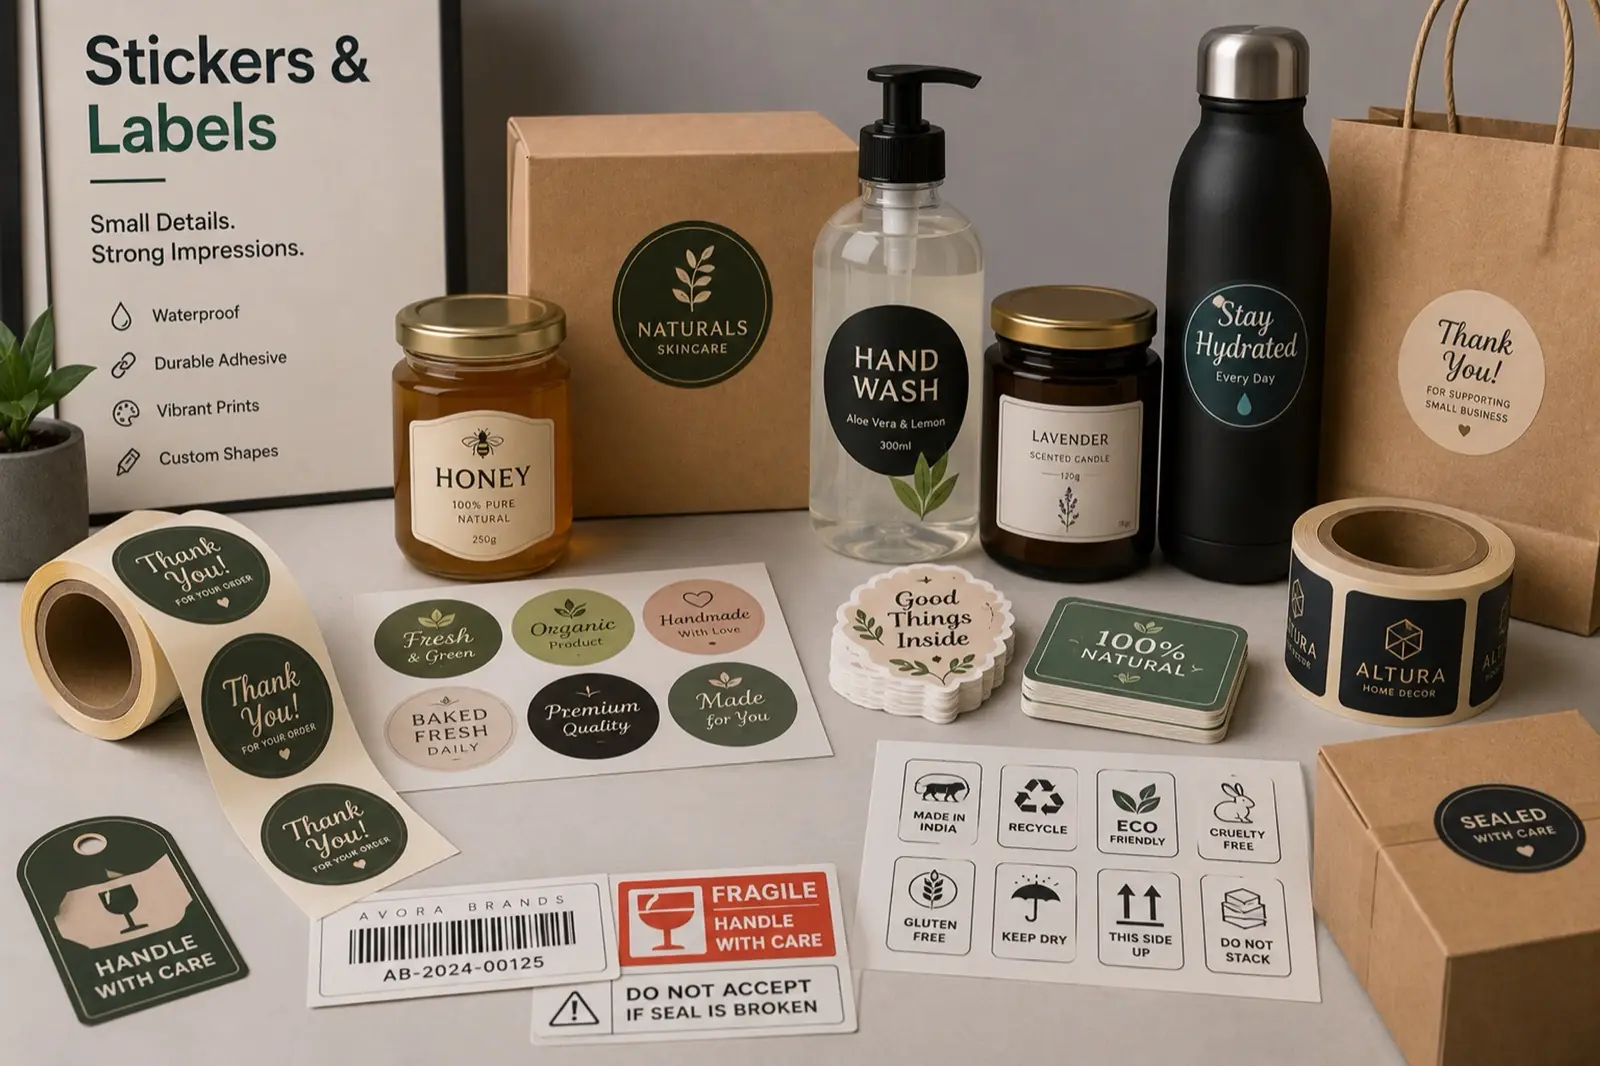 Stickers &
Labels
Small Details.
Strong Impressions.
Waterproof
Durable Adhesive
Vibrant Prints
Custom Shapes
NATURALS
SKINCARE
HONEY
100% PURE
NATURAL
250g
HAND
WASH
Aloe Vera & Lemon
300ml
LAVENDER
SCENTED CANDLE
120g
Stay
Hydrated
Every Day
Thank
You!
FOR SUPPORTING
SMALL BUSINESS
Thank
You!
FOR YOUR ORDER
Thank
You!
FOR YOUR ORDER
Thank
You!
FOR YOUR ORDER
Fresh
& Green
Organic
Product
Handmade
With Love
BAKED
FRESH
DAILY
Premium
Quality
Made
for You
Good
Things
Inside
100%
NATURAL
ALTURA
HOME DECOR
SEALED
WITH CARE
MADE IN
INDIA
RECYCLE
ECO
FRIENDLY
CRUELTY
FREE
GLUTEN
FREE
KEEP DRY
THIS SIDE
UP
DO NOT
STACK
HANDLE
WITH CARE
AVORA BRANDS
AB-2024-00125
FRAGILE
HANDLE
WITH CARE
DO NOT ACCEPT
IF SEAL IS BROKEN